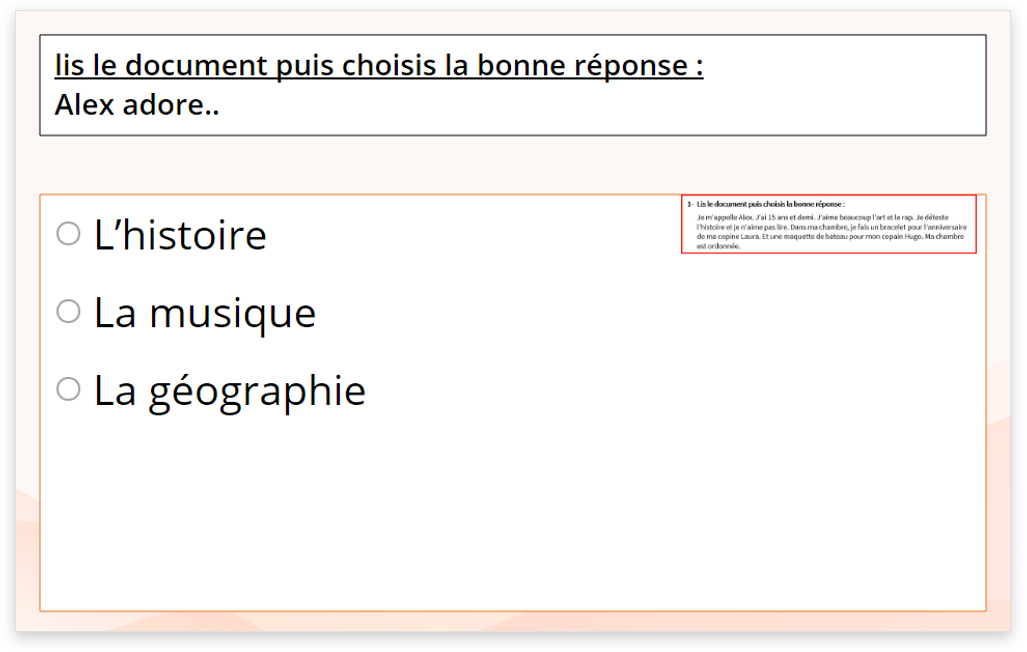 lis le document puis choisis la bonne réponse :
Alex adore..
L’histoire
La musique
La géographie
1- Lis le document puis choisis la bonne réponse :
Je m'appelle Alex. J'ai 15 ans et demi. J'aime beaucoup l'art et le rap. Je déteste
l'histoire et je n'aime pas lire. Dans ma chambre, je fais un bracelet pour l'anniversaire
de ma copine Laura. Et une maquette de bateau pour mon copain Hugo. Ma chambre
est ordonnée.